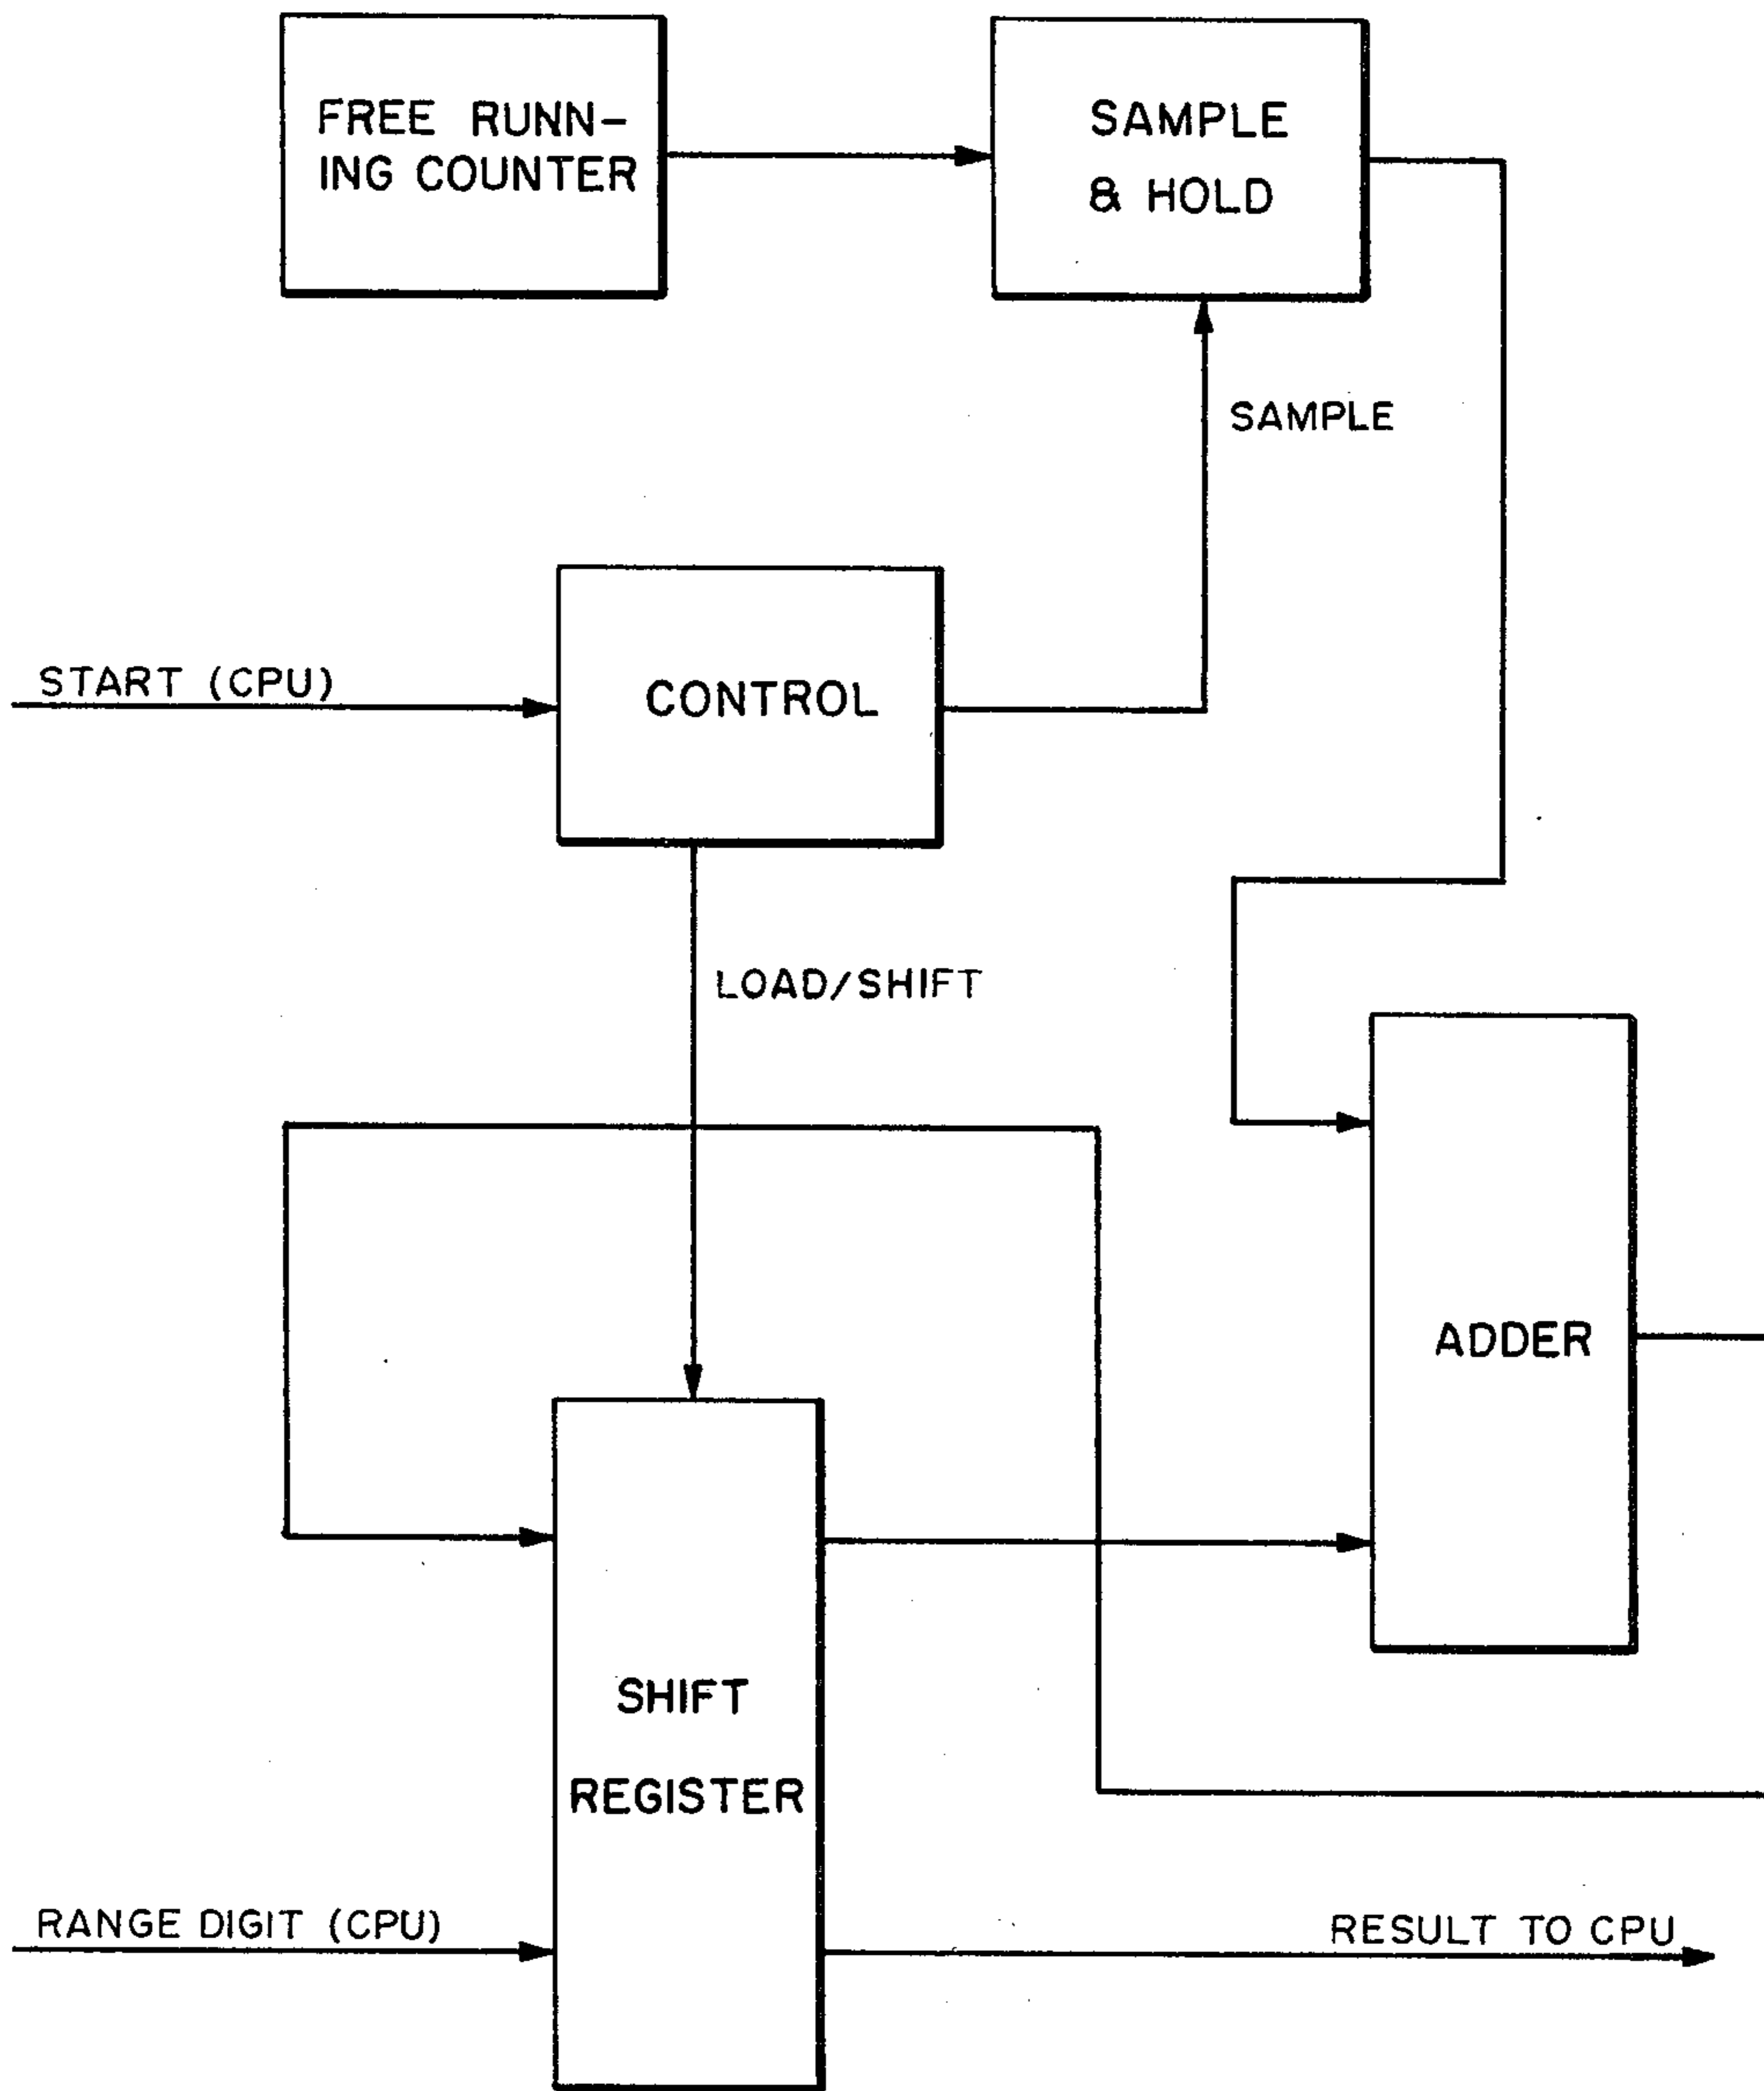 FREE RUNN-
ING COUNTER
SAMPLE
& HOLD
SAMPLE
START (CPU)
CONTROL
LOAD/SHIFT
ADDER
SHIFT
REGISTER
RANGE DIGIT (CPU)
RESULT TO CPU